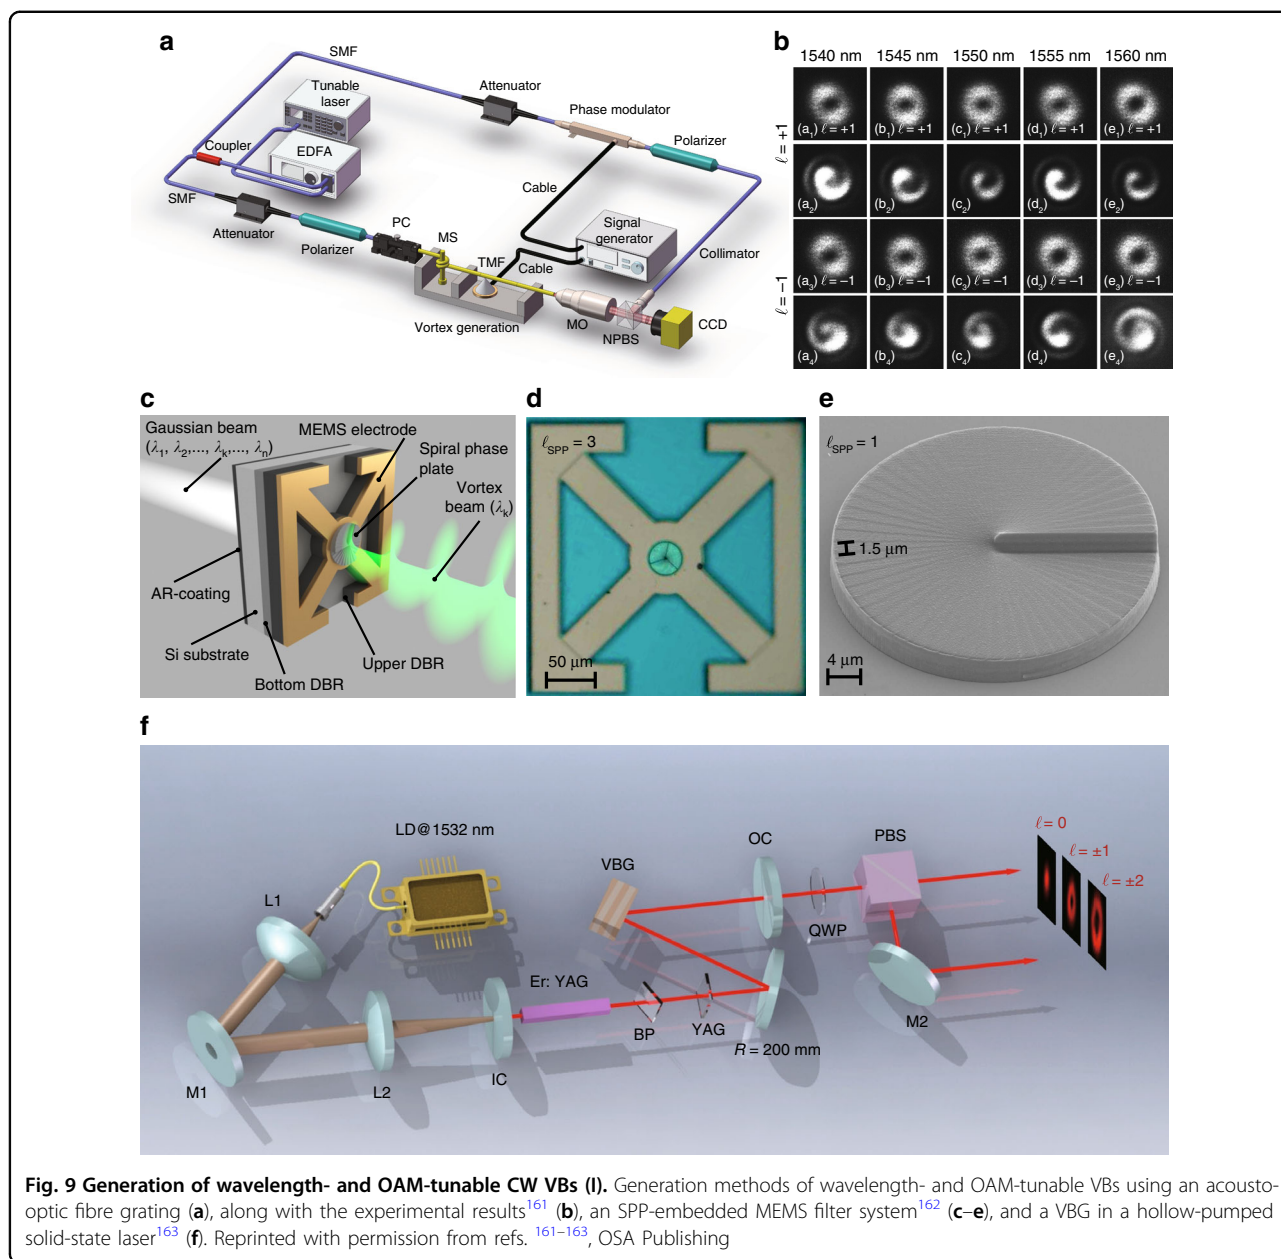 a
SMF
Tunable
laser
Attenuator
Phase modulator
Polarizer
EDFA
Coupler
SMF
Cable
Attenuator
Polarizer
PC
MS
TMF
Cable
Signal
generator
Collimator
Vortex generation
MO
NPBS
CCD
b
1540 nm 1545 nm 1550 nm 1555 nm 1560 nm
ℓ = +1
(a₁) ℓ = +1 (b₁) ℓ = +1 (c₁) ℓ = +1 (d₁) ℓ = +1 (e₁) ℓ = +1
(a₂) (b₂) (c₂) (d₂) (e₂)
ℓ = −1
(a₃) ℓ = −1 (b₃) ℓ = −1 (c₃) ℓ = −1 (d₃) ℓ = −1 (e₃) ℓ = −1
(a₄) (b₄) (c₄) (d₄) (e₄)
c
Gaussian beam
(λ₁, λ₂,..., λₖ,..., λₙ)
MEMS electrode
Spiral phase
plate
Vortex
beam (λₖ)
AR-coating
Si substrate
Bottom DBR
Upper DBR
d
ℓSPP = 3
50 μm
e
ℓSPP = 1
1.5 μm
4 μm
f
LD@1532 nm
L1
M1
L2
IC
Er: YAG
BP
YAG
R = 200 mm
VBG
OC
QWP
PBS
M2
ℓ = 0
ℓ = ±1
ℓ = ±2
Fig. 9 Generation of wavelength- and OAM-tunable CW VBs (I). Generation methods of wavelength- and OAM-tunable VBs using an acousto-
optic fibre grating (a), along with the experimental results¹⁶¹ (b), an SPP-embedded MEMS filter system¹⁶² (c–e), and a VBG in a hollow-pumped
solid-state laser¹⁶³ (f). Reprinted with permission from refs. ¹⁶¹⁻¹⁶³, OSA Publishing